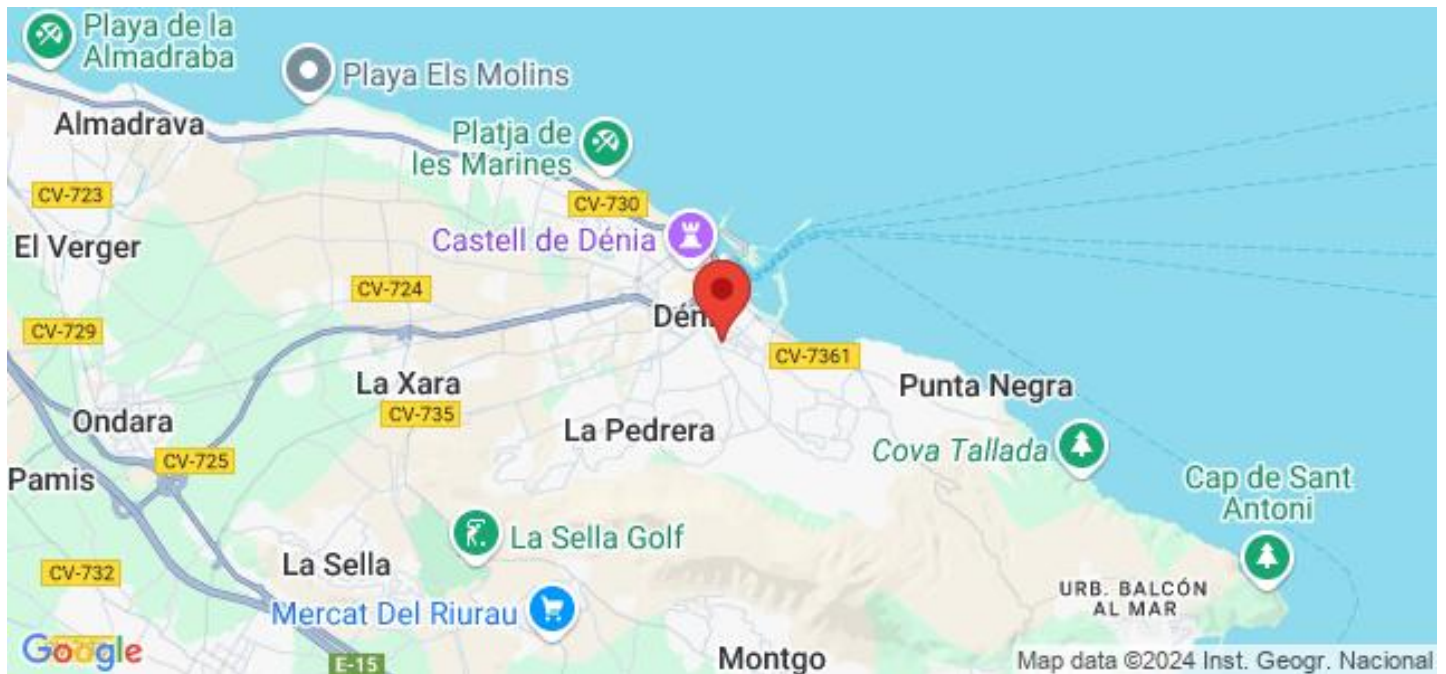 Playa de la
Almadraba
Playa Els Molins
Almadrava
Platja de
les Marines
CV-723
CV-730
El Verger
Castell de Dénia
CV-724
CV-729
CV-7361
La Xara
Punta Negra
CV-735
Ondara
La Pedrera
Cova Tallada
CV-725
Pamis
Cap de Sant
Antoni
La Sella Golf
La Sella
CV-732
URB. BALCÓN
AL MAR
Mercat Del Riurau
Google
E-15
Montgo
Map data ©2024 Inst. Geogr. Nacional